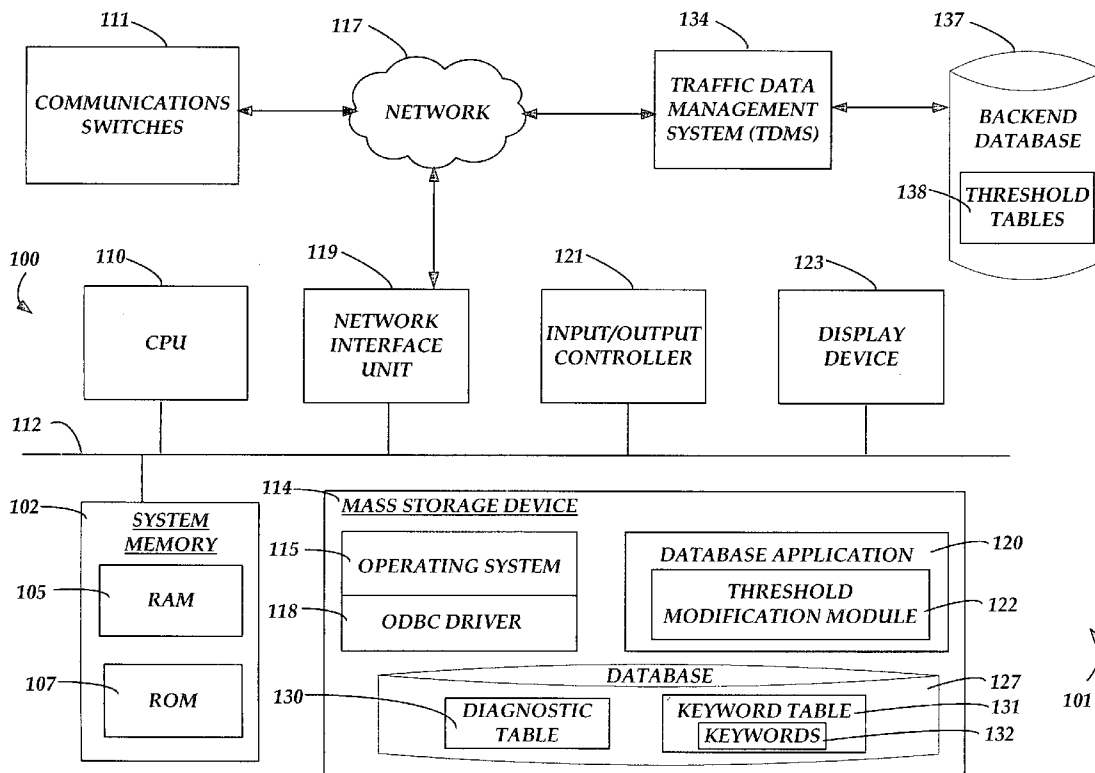 111
117
134
137
COMMUNICATIONS
SWITCHES
NETWORK
TRAFFIC DATA
MANAGEMENT
SYSTEM (TDMS)
BACKEND
DATABASE
138
THRESHOLD
TABLES
100
110
119
121
123
CPU
NETWORK
INTERFACE
UNIT
INPUT/OUTPUT
CONTROLLER
DISPLAY
DEVICE
112
102
SYSTEM
MEMORY
105
RAM
107
ROM
114
MASS STORAGE DEVICE
115
OPERATING SYSTEM
118
ODBC DRIVER
DATABASE APPLICATION
120
THRESHOLD
MODIFICATION MODULE
122
DATABASE
127
130
DIAGNOSTIC
TABLE
KEYWORD TABLE
131
KEYWORDS
132
101